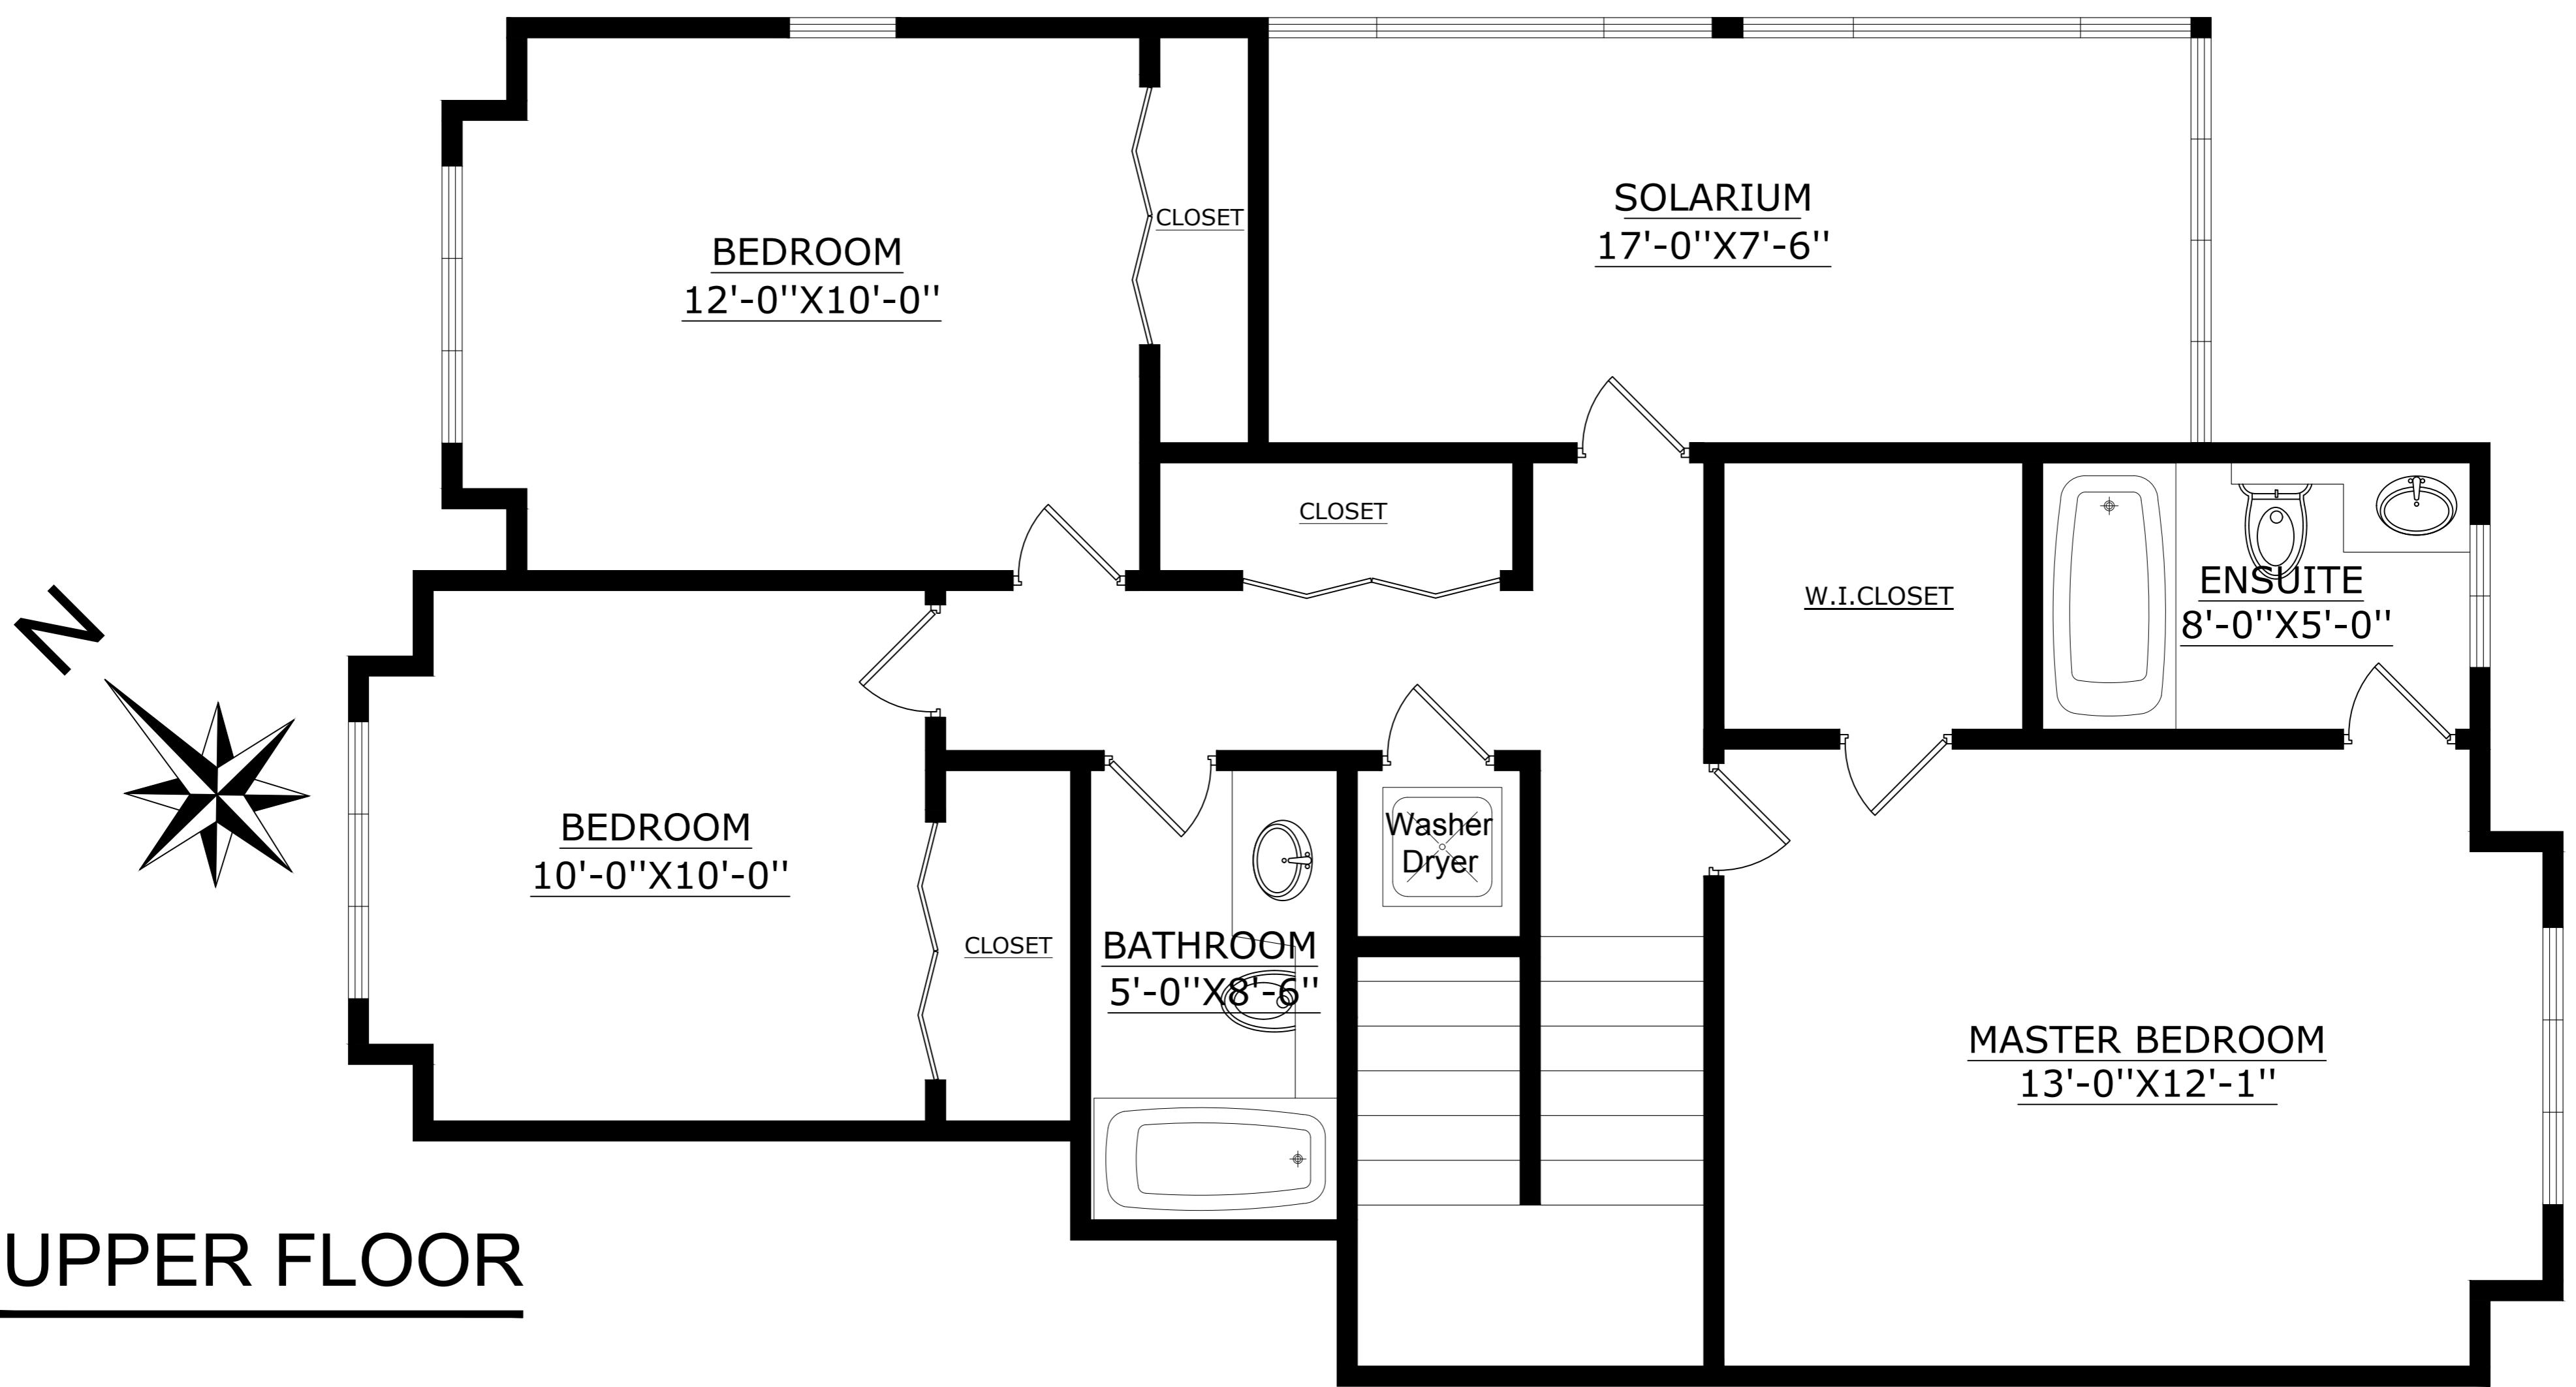 SOLARIUM
17'-0''X7'-6''
CLOSET
BEDROOM
12'-0''X10'-0''
CLOSET
W.I.CLOSET
ENSUITE
8'-0''X5'-0''
N
BEDROOM
10'-0''X10'-0''
CLOSET
Washer
Dryer
BATHROOM
5'-0''X8'-6''
MASTER BEDROOM
13'-0''X12'-1''
UPPER FLOOR